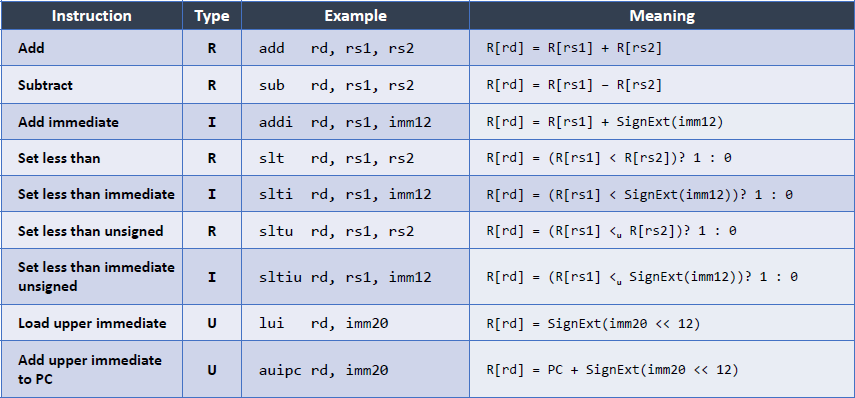 Instruction Type Example Meaning
Add R add rd, rs1, rs2 R[rd] = R[rs1] + R[rs2]
Subtract R sub rd, rs1, rs2 R[rd] = R[rs1] – R[rs2]
Add immediate I addi rd, rs1, imm12 R[rd] = R[rs1] + SignExt(imm12)
Set less than R slt rd, rs1, rs2 R[rd] = (R[rs1] < R[rs2])? 1 : 0
Set less than immediate I slti rd, rs1, imm12 R[rd] = (R[rs1] < SignExt(imm12))? 1 : 0
Set less than unsigned R sltu rd, rs1, rs2 R[rd] = (R[rs1] <ᵤ R[rs2])? 1 : 0
Set less than immediate
unsigned I sltiu rd, rs1, imm12 R[rd] = (R[rs1] <ᵤ SignExt(imm12))? 1 : 0
Load upper immediate U lui rd, imm20 R[rd] = SignExt(imm20 << 12)
Add upper immediate
to PC U auipc rd, imm20 R[rd] = PC + SignExt(imm20 << 12)